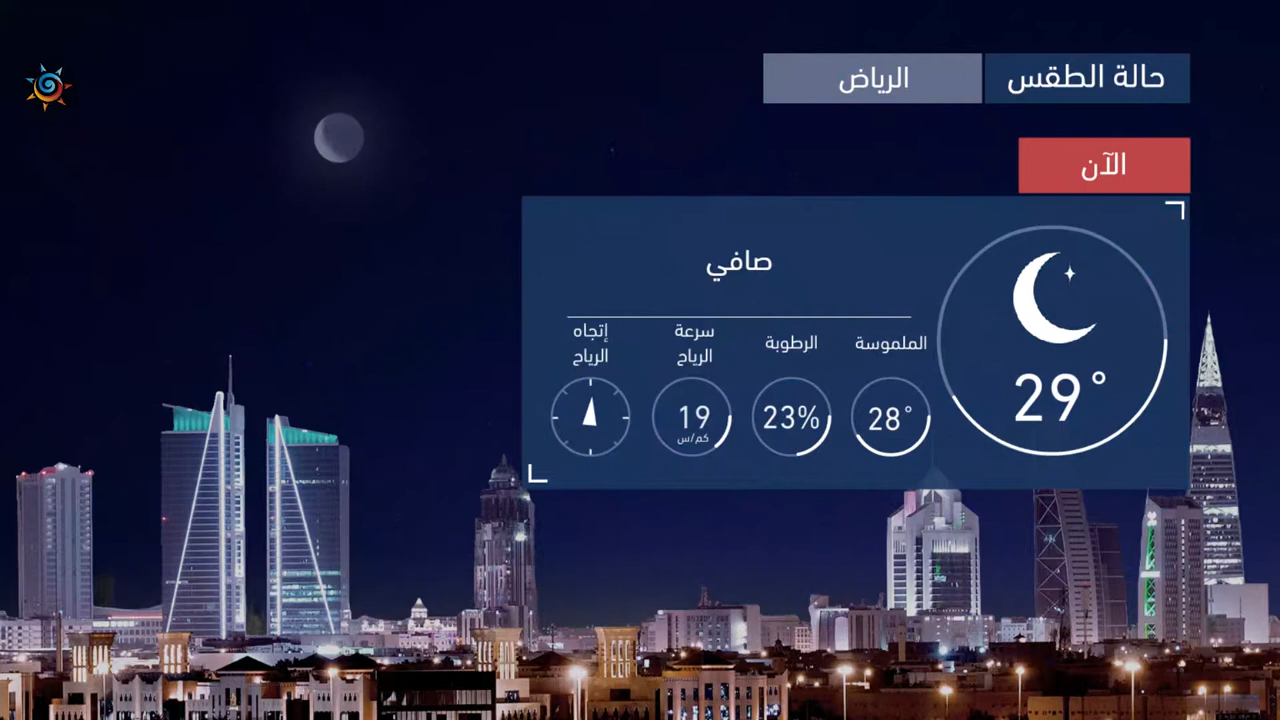 حالة الطقس
الرياض
الآن
29°
صافي
الملموسة
28°
الرطوبة
23%
سرعة
الرياح
19
كم/س
إتجاه
الرياح